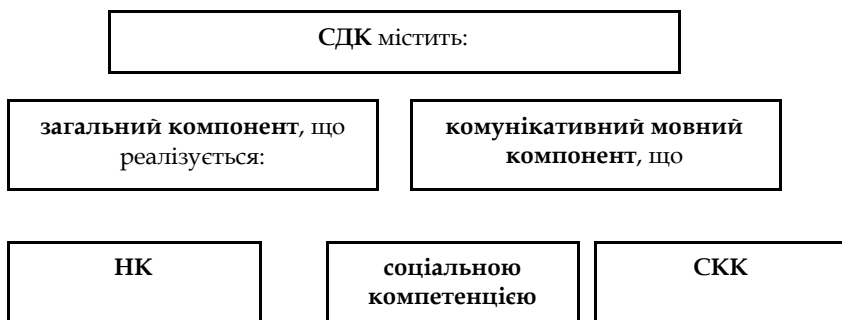 СДК містить:
загальний компонент, що
реалізується:
комунікативний мовний
компонент, що
НК
соціальною
компетенцією
СКК